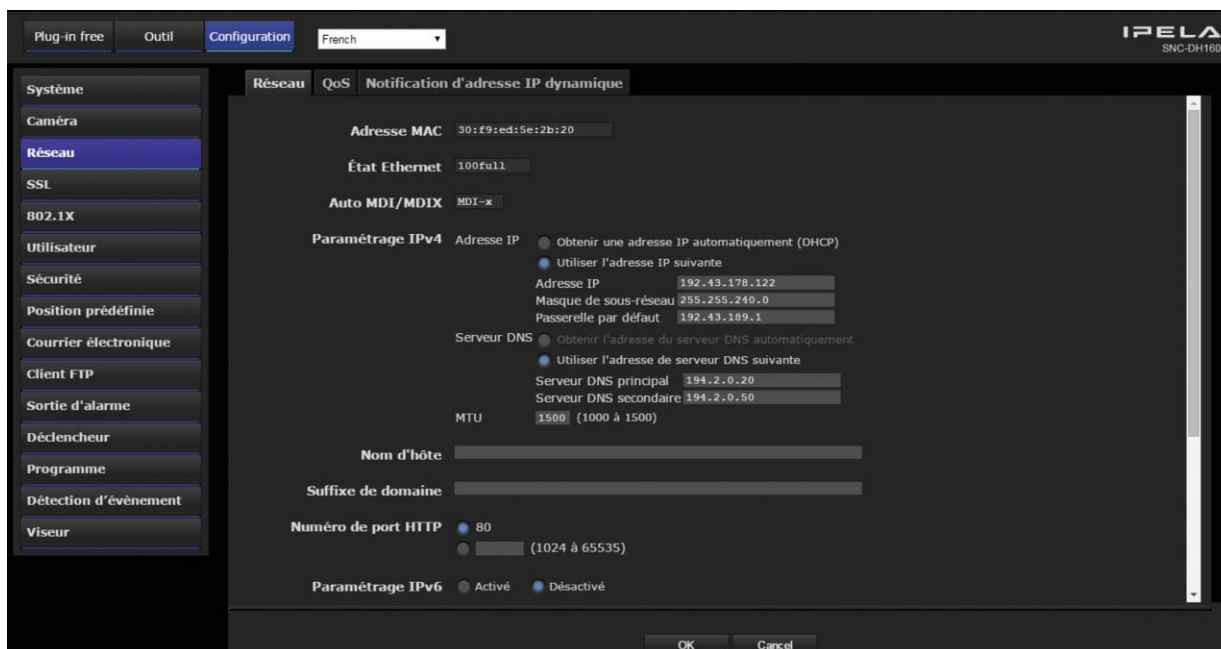 Plug-in free Outil Configuration French IPELA
SNC-DH160
Système
Caméra
Réseau
SSL
802.1X
Utilisateur
Sécurité
Position prédéfinie
Courrier électronique
Client FTP
Sortie d'alarme
Déclencheur
Programme
Détection d'évènement
Viseur
Réseau QoS Notification d'adresse IP dynamique
Adresse MAC 30:f9:ed:5e:2b:20
État Ethernet 100full
Auto MDI/MDIX MDI-x
Paramétrage IPv4 Adresse IP Obtenir une adresse IP automatiquement (DHCP)
Utiliser l'adresse IP suivante
Adresse IP 192.43.178.122
Masque de sous-réseau 255.255.240.0
Passerelle par défaut 192.43.189.1
Serveur DNS Obtenir l'adresse du serveur DNS automatiquement
Utiliser l'adresse de serveur DNS suivante
Serveur DNS principal 194.2.0.20
Serveur DNS secondaire 194.2.0.50
MTU 1500 (1000 à 1500)
Nom d'hôte
Suffixe de domaine
Numéro de port HTTP 80
(1024 à 65535)
Paramétrage IPv6 Activé Désactivé
OK Cancel